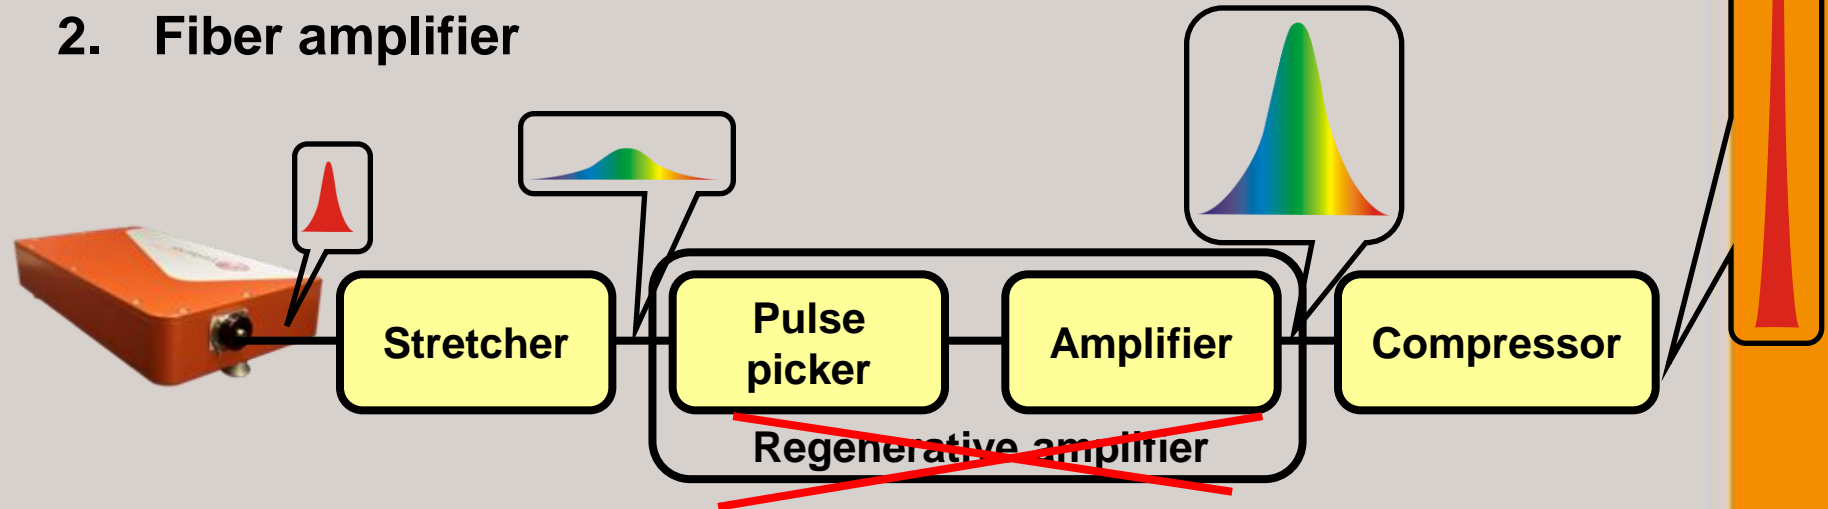 2. Fiber amplifier
Stretcher
Pulse
picker
Amplifier
Compressor
Regenerative amplifier